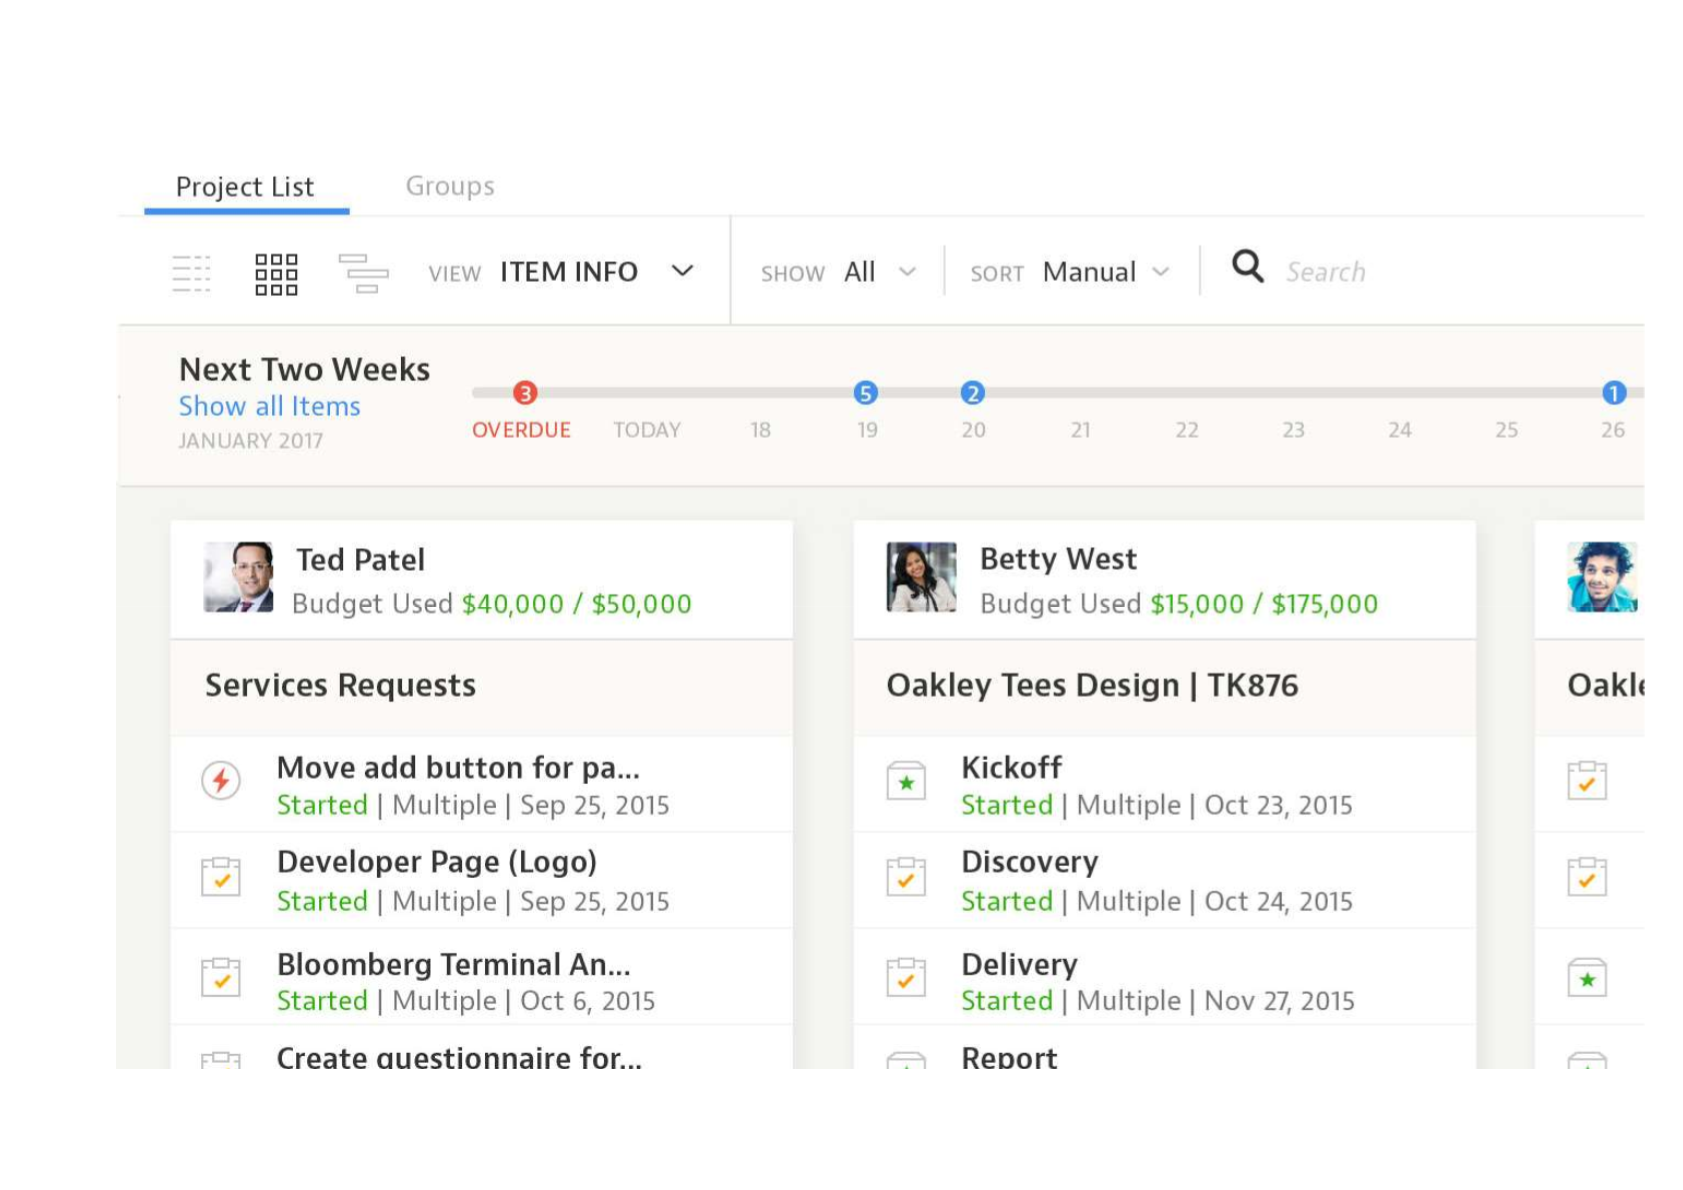 Project List
Groups
VIEW ITEM INFO
SHOW All
SORT Manual
Search
Next Two Weeks
Show all Items
JANUARY 2017
3 5 2 1
OVERDUE TODAY 18 19 20 21 22 23 24 25 26
Ted Patel
Budget Used $40,000 / $50,000
Services Requests
Move add button for pa...
Started | Multiple | Sep 25, 2015
Developer Page (Logo)
Started | Multiple | Sep 25, 2015
Bloomberg Terminal An...
Started | Multiple | Oct 6, 2015
Create questionnaire for...
Betty West
Budget Used $15,000 / $175,000
Oakley Tees Design | TK876
Kickoff
Started | Multiple | Oct 23, 2015
Discovery
Started | Multiple | Oct 24, 2015
Delivery
Started | Multiple | Nov 27, 2015
Report